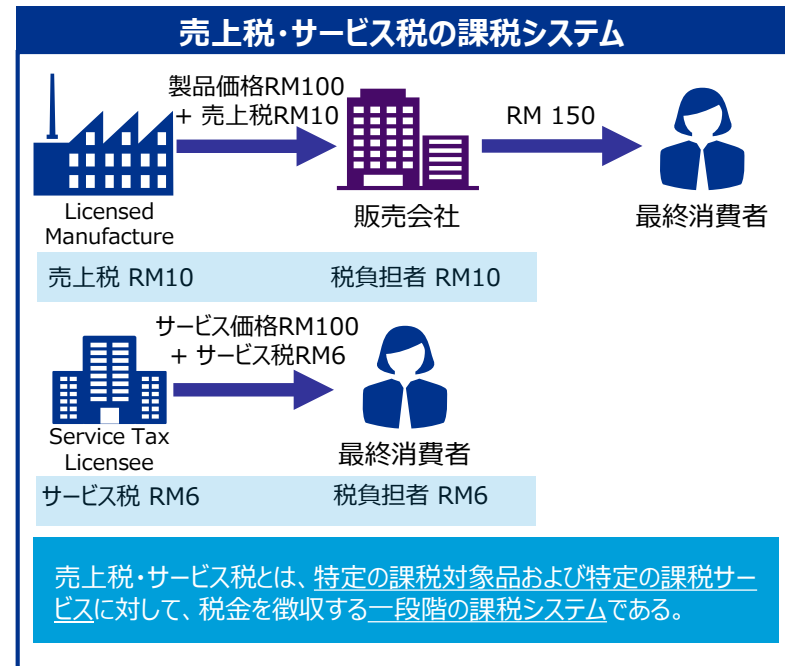 売上税・サービス税の課税システム
製品価格RM100
+ 売上税RM10
RM 150
Licensed
Manufacture
販売会社
最終消費者
売上税 RM10
税負担者 RM10
サービス価格RM100
+ サービス税RM6
Service Tax
Licensee
最終消費者
サービス税 RM6
税負担者 RM6
売上税・サービス税とは、特定の課税対象品および特定の課税サー
ビスに対して、税金を徴収する一段階の課税システムである。